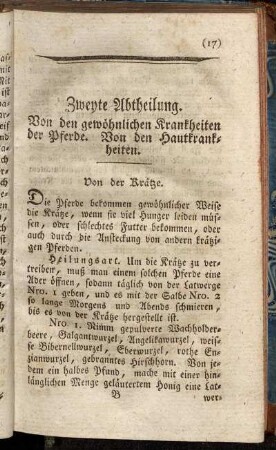 (17)
Zweyte Abtheilung.
Von den gewöhnlichen Krankheiten
der Pferde. Von den Hautkrank-
heiten.
Von der Krätze.
Die Pferde bekommen gewöhnlicher Weise
die Krätze, wenn sie viel Hunger leiden müs-
sen, oder schlechtes Futter bekommen, oder
auch durch die Ansteckung von andern krätzi-
gen Pferden.
Heilungsart. Um die Krätze zu ver-
treiben, muß man einem solchen Pferde eine
Ader öffnen, sodann täglich von der Latwerge
Nro. 1 geben, und es mit der Salbe Nro. 2
so lange Morgens und Abends schmieren,
bis es von der Krätze hergestellt ist.
Nro 1. Nimm gepulverte Wachholder-
beere, Galgantwurzel, Angelikawurzel, weis-
se Bibernellwurzel, Eberwurzel, rothe En-
zianwurzel, gebranntes Hirschhorn. Von je-
dem ein halbes Pfund, mache mit einer hin-
länglichen Menge geläutertem Honig eine Lat-
B wer-